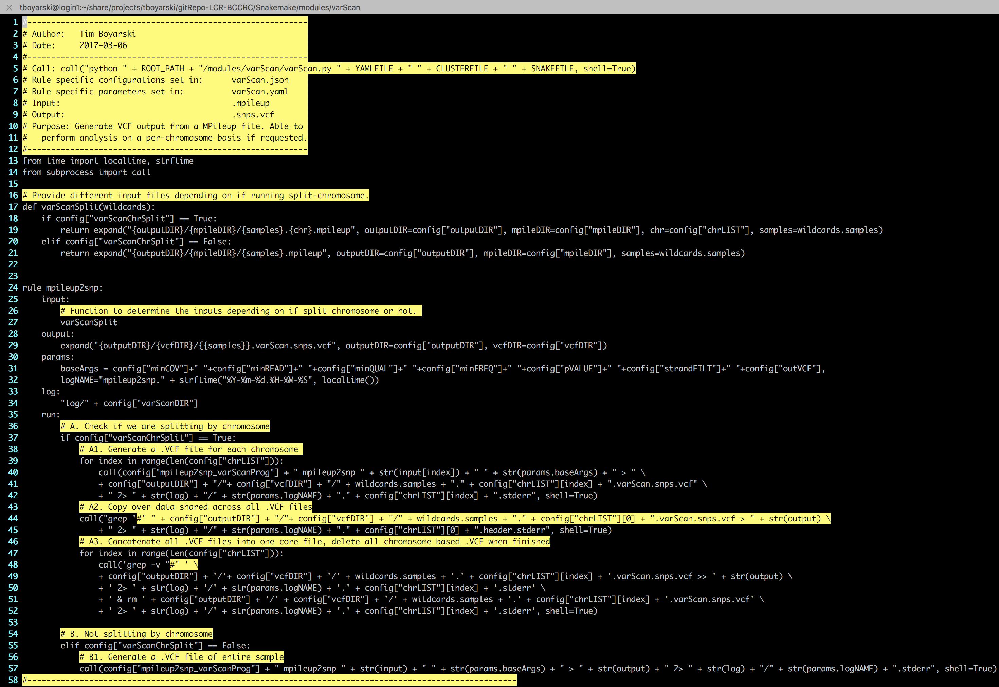 tboyarski@login1:~/share/projects/tboyarski/gitRepo-LCR-BCCRC/Snakemake/modules/varScan
1 #-----------------------------------------------------------
2 # Author:   Tim Boyarski
3 # Date:     2017-03-06
4 #-----------------------------------------------------------
5 # Call: call("python " + ROOT_PATH + "/modules/varScan/varScan.py " + YAMLFILE + " " + CLUSTERFILE + " " + SNAKEFILE, shell=True)
6 # Rule specific configurations set in:      varScan.json
7 # Rule specific parameters set in:          varScan.yaml
8 # Input:                                    .mpileup
9 # Output:                                   .snps.vcf
10 # Purpose: Generate VCF output from a MPileup file. Able to
11 #   perform analysis on a per-chromosome basis if requested.
12 #-----------------------------------------------------------
13 from time import localtime, strftime
14 from subprocess import call
15
16 # Provide different input files depending on if running split-chromosome.
17 def varScanSplit(wildcards):
18     if config["varScanChrSplit"] == True:
19         return expand("{outputDIR}/{mpileDIR}/{samples}.{chr}.mpileup", outputDIR=config["outputDIR"], mpileDIR=config["mpileDIR"], chr=config["chrLIST"], samples=wildcards.samples)
20     elif config["varScanChrSplit"] == False:
21         return expand("{outputDIR}/{mpileDIR}/{samples}.mpileup", outputDIR=config["outputDIR"], mpileDIR=config["mpileDIR"], samples=wildcards.samples)
22
23
24 rule mpileup2snp:
25     input:
26         # Function to determine the inputs depending on if split chromosome or not.
27         varScanSplit
28     output:
29         expand("{outputDIR}/{vcfDIR}/{{samples}}.varScan.snps.vcf", outputDIR=config["outputDIR"], vcfDIR=config["vcfDIR"])
30     params:
31         baseArgs = config["minCOV"]+" "+config["minREAD"]+" "+config["minQUAL"]+" "+config["minFREQ"]+" "+config["pVALUE"]+" "+config["strandFILT"]+" "+config["outVCF"],
32         logNAME="mpileup2snp." + strftime("%Y-%m-%d.%H-%M-%S", localtime())
33     log:
34         "log/" + config["varScanDIR"]
35     run:
36         # A. Check if we are splitting by chromosome
37         if config["varScanChrSplit"] == True:
38             # A1. Generate a .VCF file for each chromosome
39             for index in range(len(config["chrLIST"])):
40                 call(config["mpileup2snp_varScanProg"] + " mpileup2snp " + str(input[index]) + " " + str(params.baseArgs) + " > " \
41                 + config["outputDIR"] + "/"+ config["vcfDIR"] + "/" + wildcards.samples + "." + config["chrLIST"][index] + ".varScan.snps.vcf" \
42                 + " 2> " + str(log) + "/" + str(params.logNAME) + "." + config["chrLIST"][index] + ".stderr", shell=True)
43             # A2. Copy over data shared across all .VCF files
44             call("grep '#' " + config["outputDIR"] + "/"+ config["vcfDIR"] + "/" + wildcards.samples + "." + config["chrLIST"][0] + ".varScan.snps.vcf > " + str(output) \
45             + " 2> " + str(log) + "/" + str(params.logNAME) + "." + config["chrLIST"][0] + ".header.stderr", shell=True)
46             # A3. Concatenate all .VCF files into one core file, delete all chromosome based .VCF when finished
47             for index in range(len(config["chrLIST"])):
48                 call('grep -v "#" ' \
49                 + config["outputDIR"] + '/'+ config["vcfDIR"] + '/' + wildcards.samples + '.' + config["chrLIST"][index] + '.varScan.snps.vcf >> ' + str(output) \
50                 + ' 2> ' + str(log) + '/' + str(params.logNAME) + '.' + config["chrLIST"][index] + '.stderr' \
51                 + ' & rm ' + config["outputDIR"] + '/' + config["vcfDIR"] + '/' + wildcards.samples + '.' + config["chrLIST"][index] + '.varScan.snps.vcf' \
52                 + ' 2> ' + str(log) + '/' + str(params.logNAME) + '.' + config["chrLIST"][index] + '.stderr', shell=True)
53
54         # B. Not splitting by chromosome
55         elif config["varScanChrSplit"] == False:
56             # B1. Generate a .VCF file of entire sample
57             call(config["mpileup2snp_varScanProg"] + " mpileup2snp " + str(input) + " " + str(params.baseArgs) + " > " + str(output) + " 2> " + str(log) + "/" + str(params.logNAME) + ".stderr", shell=True)
58 #-------------------------------------------------------------------------------------------------------